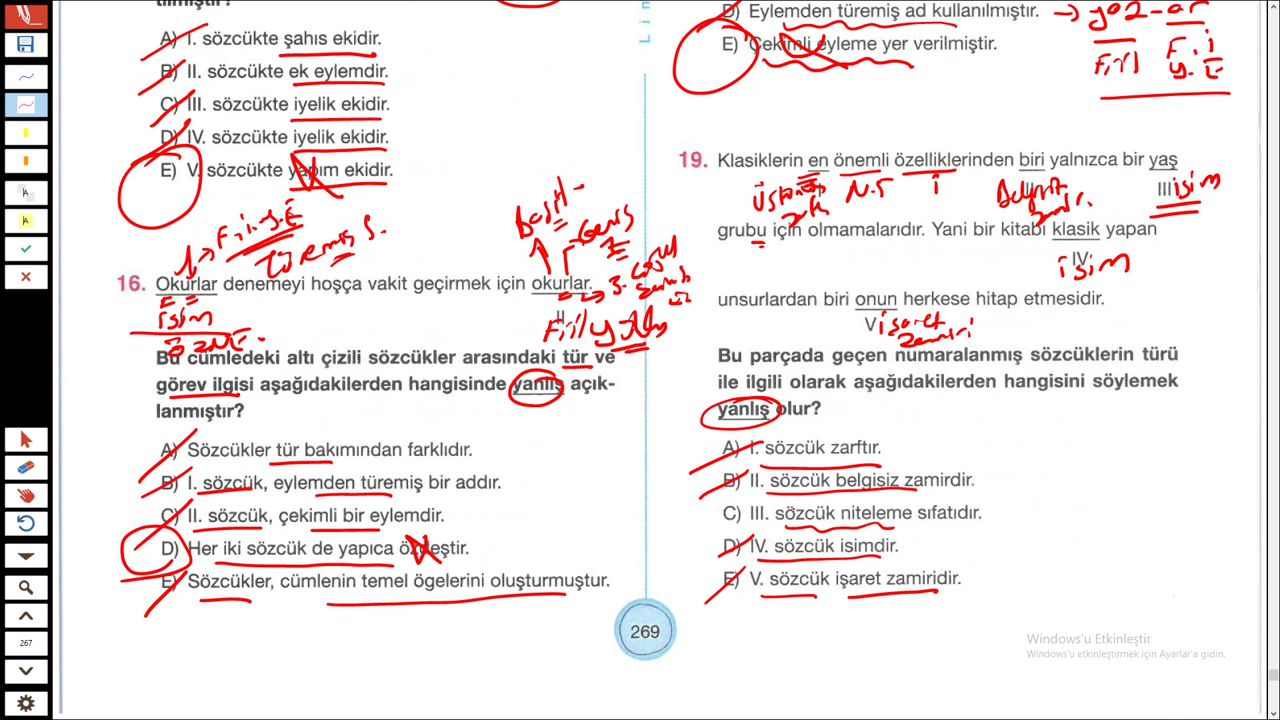 tilmiştir?
A) I. sözcükte şahıs ekidir.
B) II. sözcükte ek eylemdir.
C) III. sözcükte iyelik ekidir.
D) IV. sözcükte iyelik ekidir.
E) V. sözcükte yapım ekidir.
16. Okurlar denemeyi hoşça vakit geçirmek için okurlar.
II
isim
Bu cümledeki altı çizili sözcükler arasındaki tür ve
görev ilgisi aşağıdakilerden hangisinde yanlış açık-
lanmıştır?
A) Sözcükler tür bakımından farklıdır.
B) I. sözcük, eylemden türemiş bir addır.
C) II. sözcük, çekimli bir eylemdir.
D) Her iki sözcük de yapıca özdeştir.
E) Sözcükler, cümlenin temel ögelerini oluşturmuştur.
D) Eylemden türemiş ad kullanılmıştır.
E) Çekimli eyleme yer verilmiştir.
19. Klasiklerin en önemli özelliklerinden biri yalnızca bir yaş
III isim
grubu için olmamalarıdır. Yani bir kitabı klasik yapan
IV
isim
unsurlardan biri onun herkese hitap etmesidir.
V işaret
zamiri
Bu parçada geçen numaralanmış sözcüklerin türü
ile ilgili olarak aşağıdakilerden hangisini söylemek
yanlış olur?
A) I. sözcük zarftır.
B) II. sözcük belgisiz zamirdir.
C) III. sözcük niteleme sıfatıdır.
D) IV. sözcük isimdir.
E) V. sözcük işaret zamiridir.
269
267
Windows'u Etkinleştir
Windows'u etkinleştirmek için Ayarlar'a gidin.